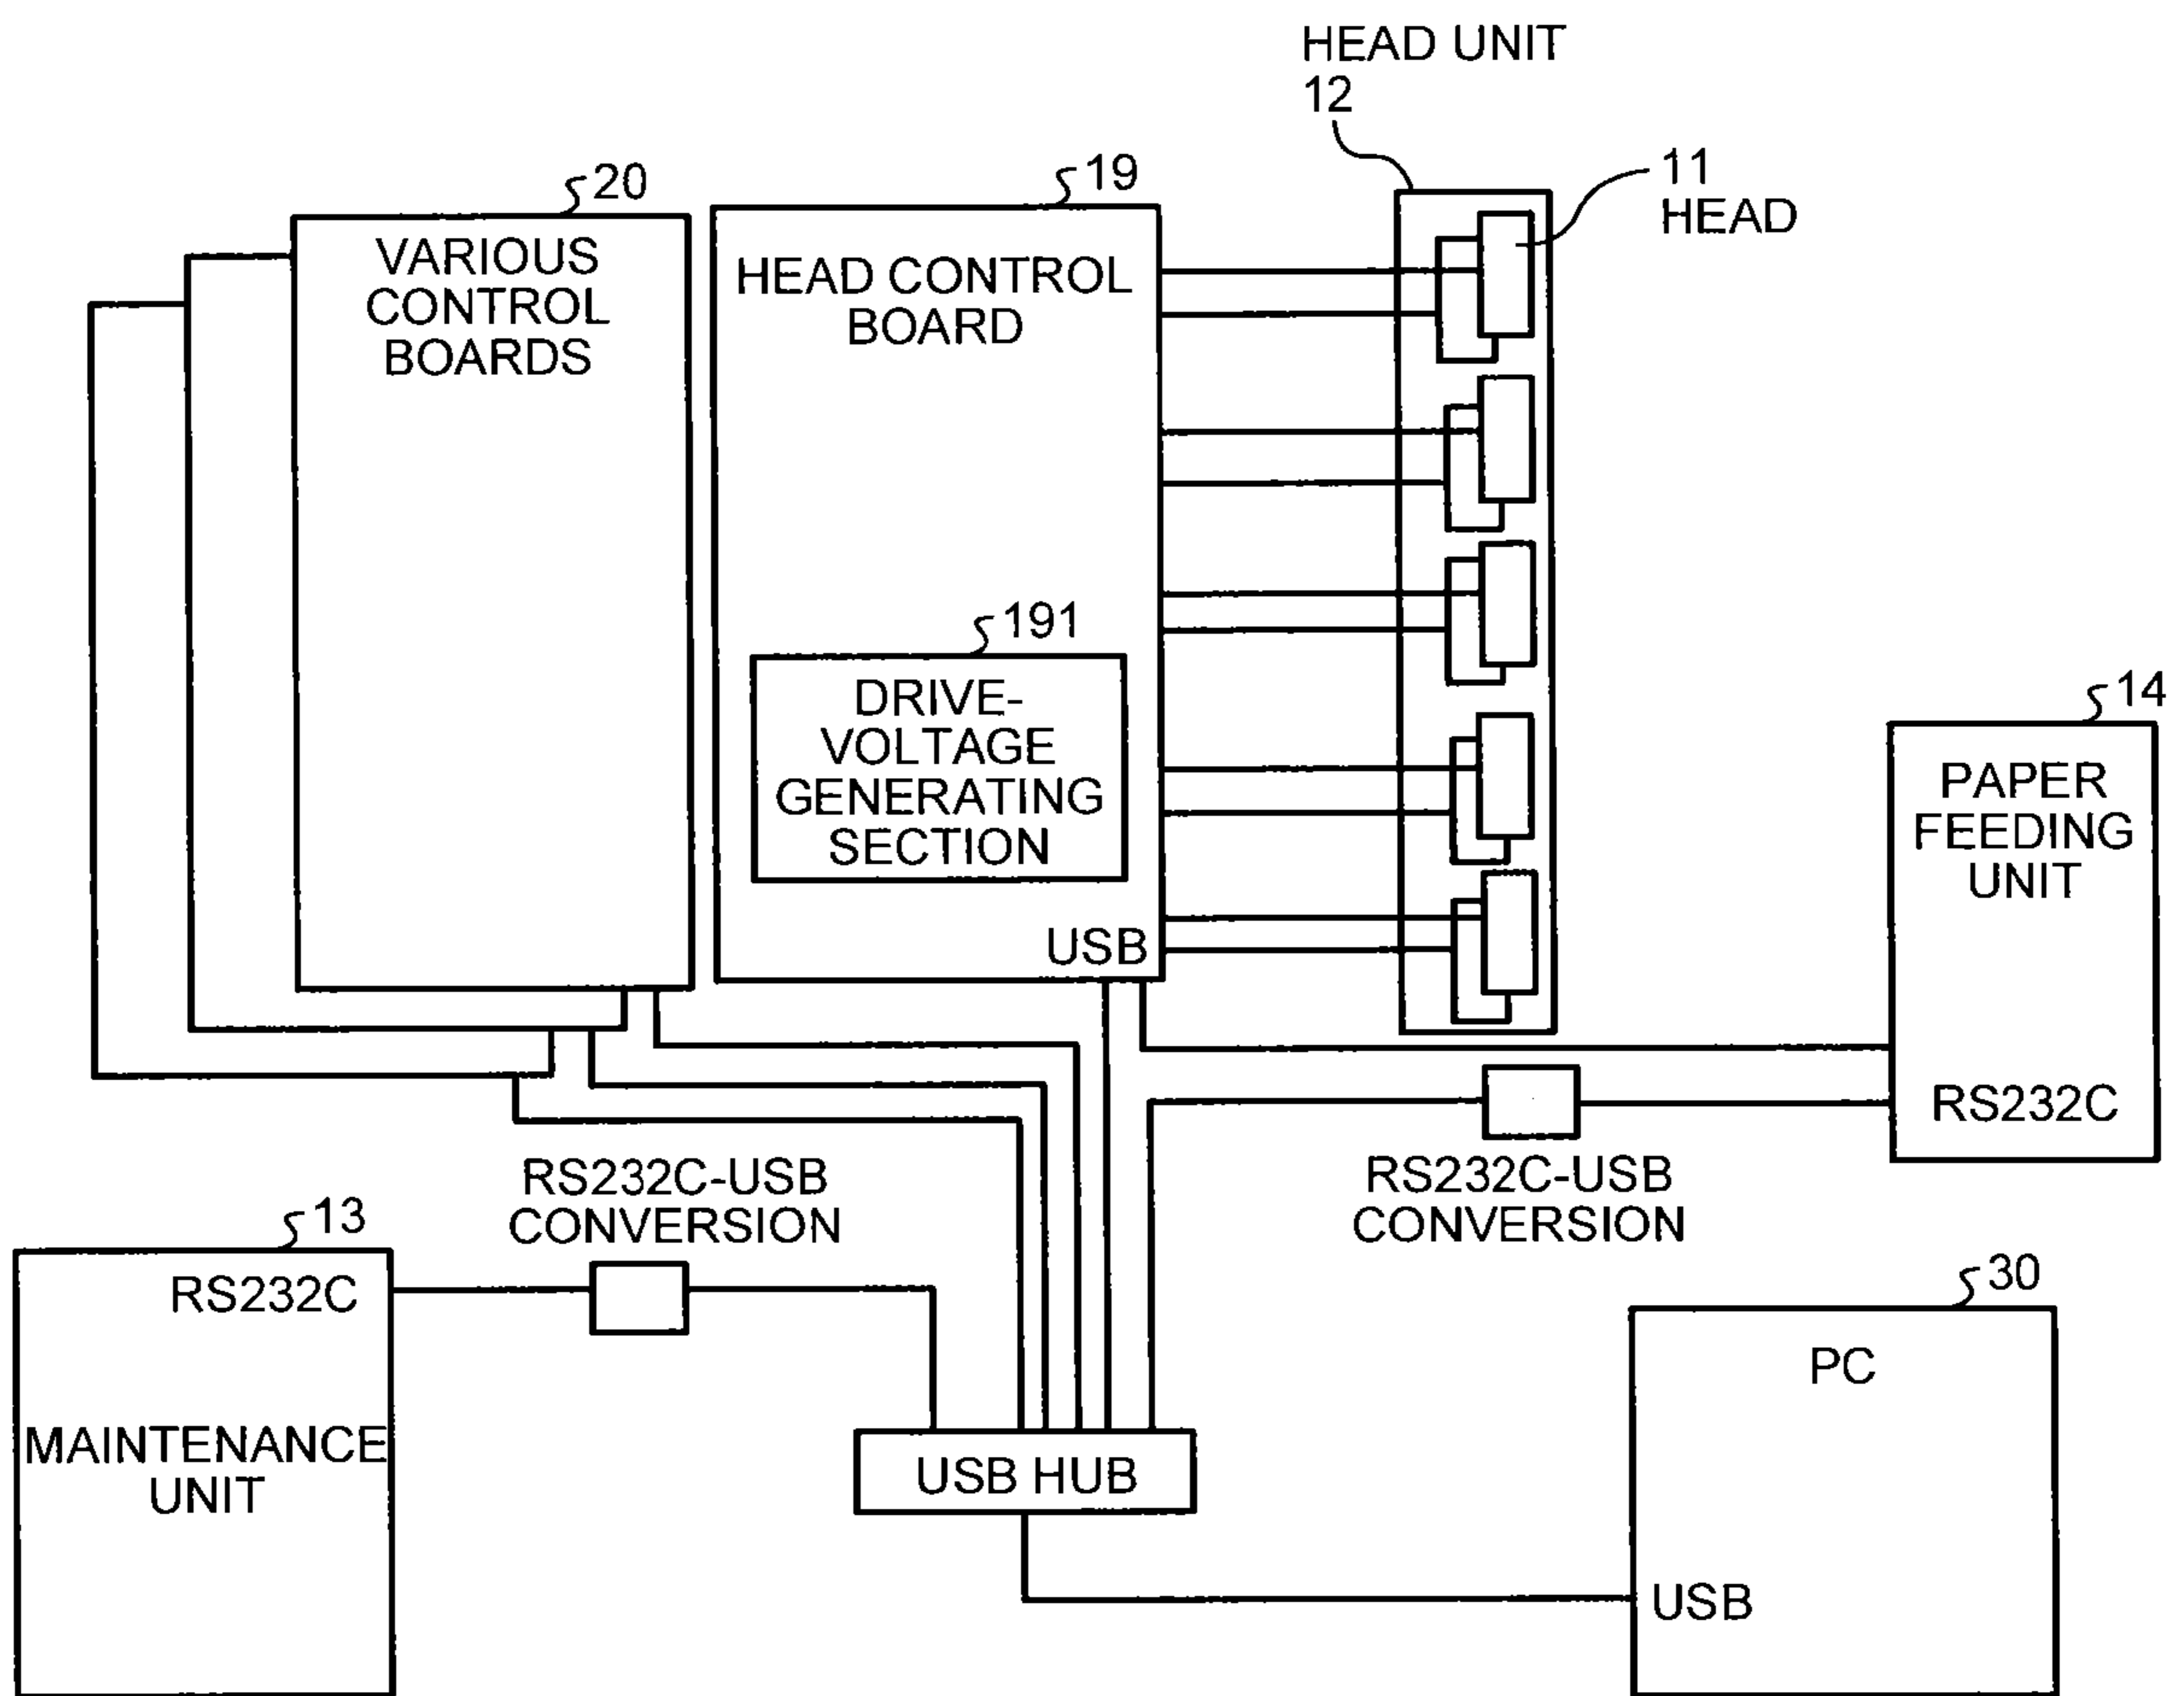 HEAD UNIT
12
11
HEAD
20
VARIOUS
CONTROL
BOARDS
19
HEAD CONTROL
BOARD
191
DRIVE-
VOLTAGE
GENERATING
SECTION
USB
14
PAPER
FEEDING
UNIT
RS232C
RS232C-USB
CONVERSION
RS232C-USB
CONVERSION
13
RS232C
MAINTENANCE
UNIT
USB HUB
30
PC
USB